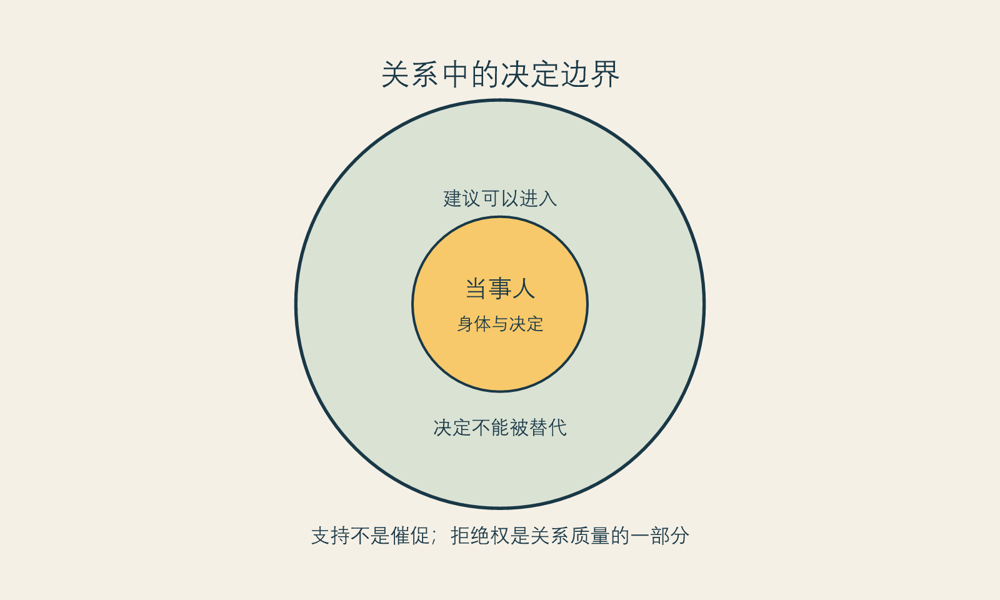 关系中的决定边界
建议可以进入
当事人
身体与决定
决定不能被替代
支持不是催促；拒绝权是关系质量的一部分